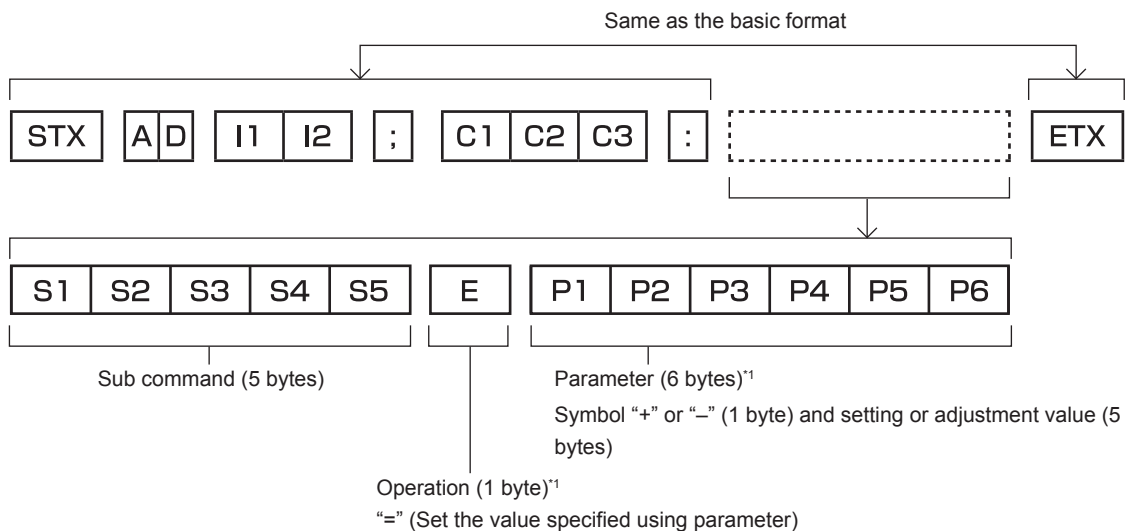 Same as the basic format
STX A D I1 I2 ; C1 C2 C3 : ETX
S1 S2 S3 S4 S5 E P1 P2 P3 P4 P5 P6
Sub command (5 bytes)
Parameter (6 bytes)*1
Symbol “+” or “–” (1 byte) and setting or adjustment value (5
bytes)
Operation (1 byte)*1
“=” (Set the value specified using parameter)